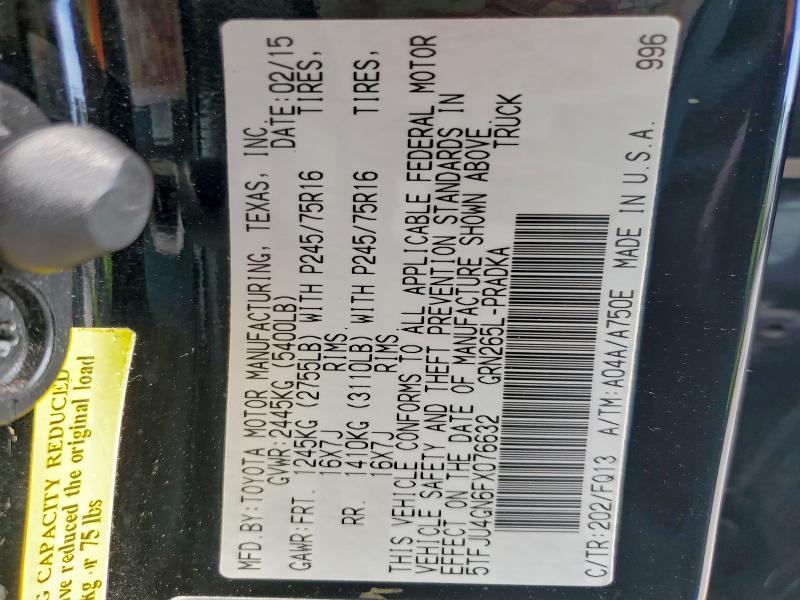 MFD.BY:TOYOTA MOTOR MANUFACTURING, TEXAS, INC.
GVWR:2445KG (5400LB) DATE:02/15
GAWR:FRT. 1245KG (2755LB) WITH P245/75R16 TIRES,
16X7J RIMS.
RR. 1410KG (3110LB) WITH P245/75R16 TIRES,
16X7J RIMS
THIS VEHICLE CONFORMS TO ALL APPLICABLE FEDERAL MOTOR
VEHICLE SAFETY AND THEFT PREVENTION STANDARDS IN
EFFECT ON THE DATE OF MANUFACTURE SHOWN ABOVE.
5TFJU4GN6FX076632 GRN265L-PRADKA TRUCK
C/TR:202/FQ13 A/TM:A04A/A750E MADE IN U.S.A. 996
CAPACITY REDUCED
reduced the original load
kg or 75 lbs